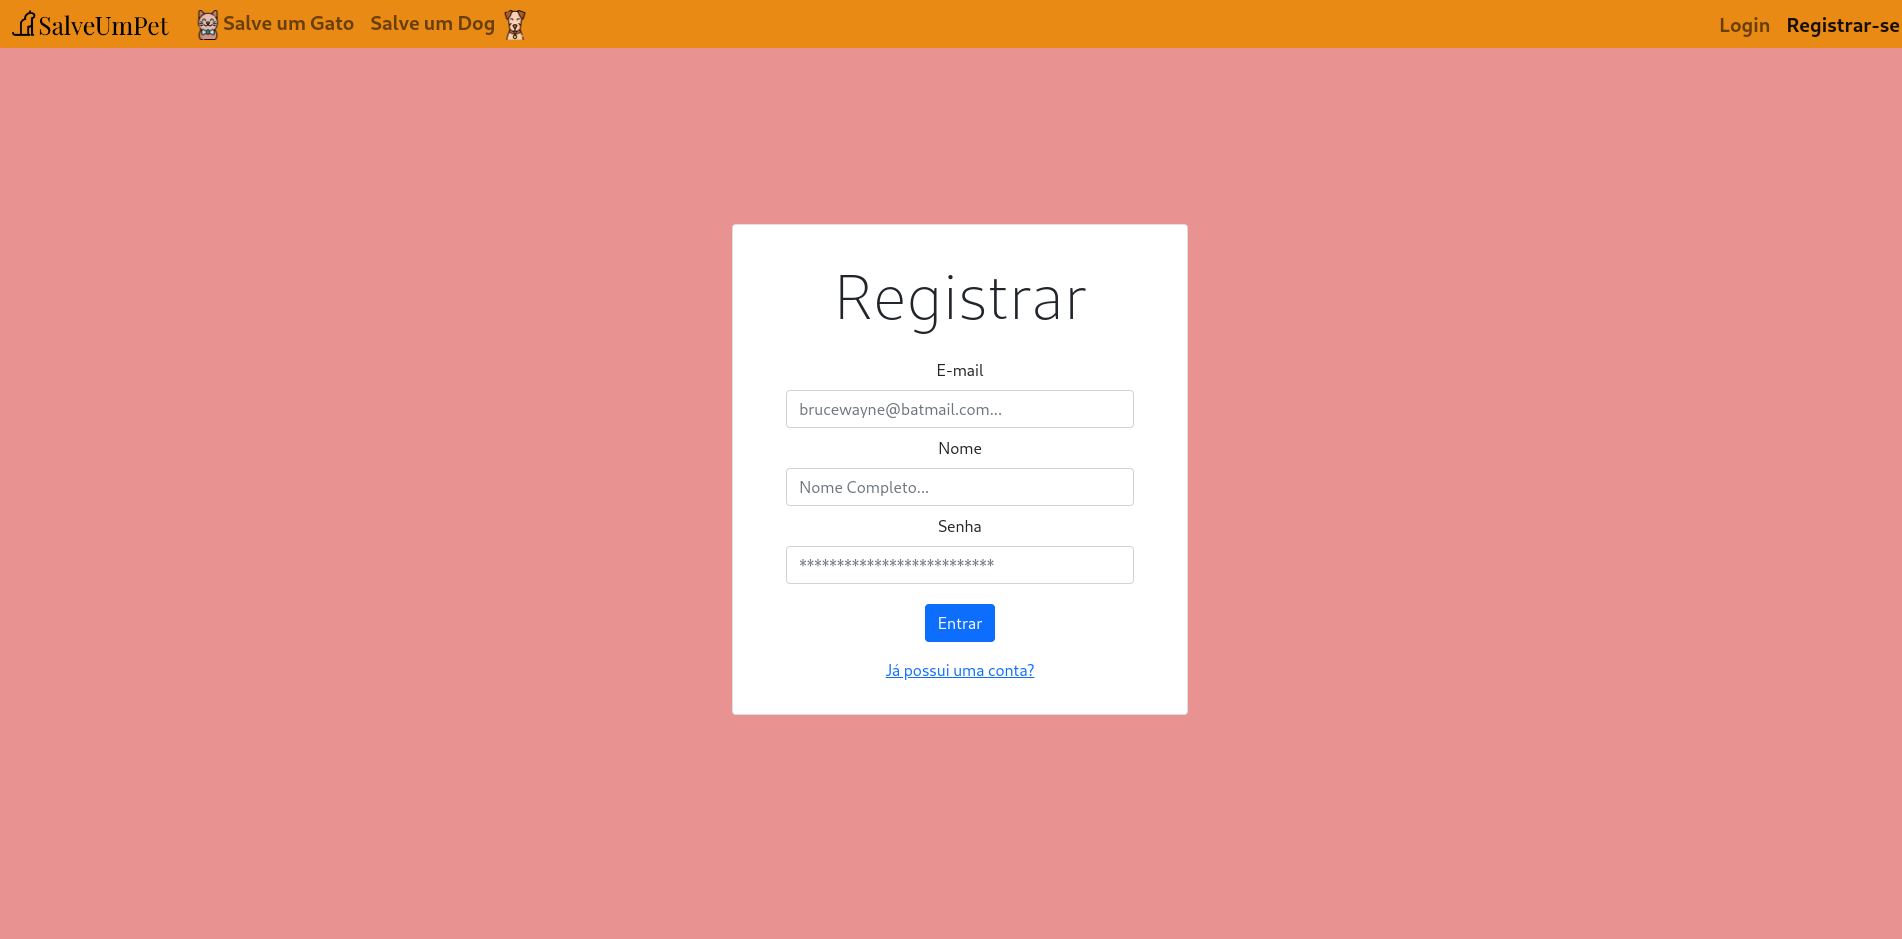 SalveUmPet Salve um Gato Salve um Dog Login Registrar-se
Registrar
E-mail
brucewayne@batmail.com...
Nome
Nome Completo...
Senha
**************************
Entrar
Já possui uma conta?